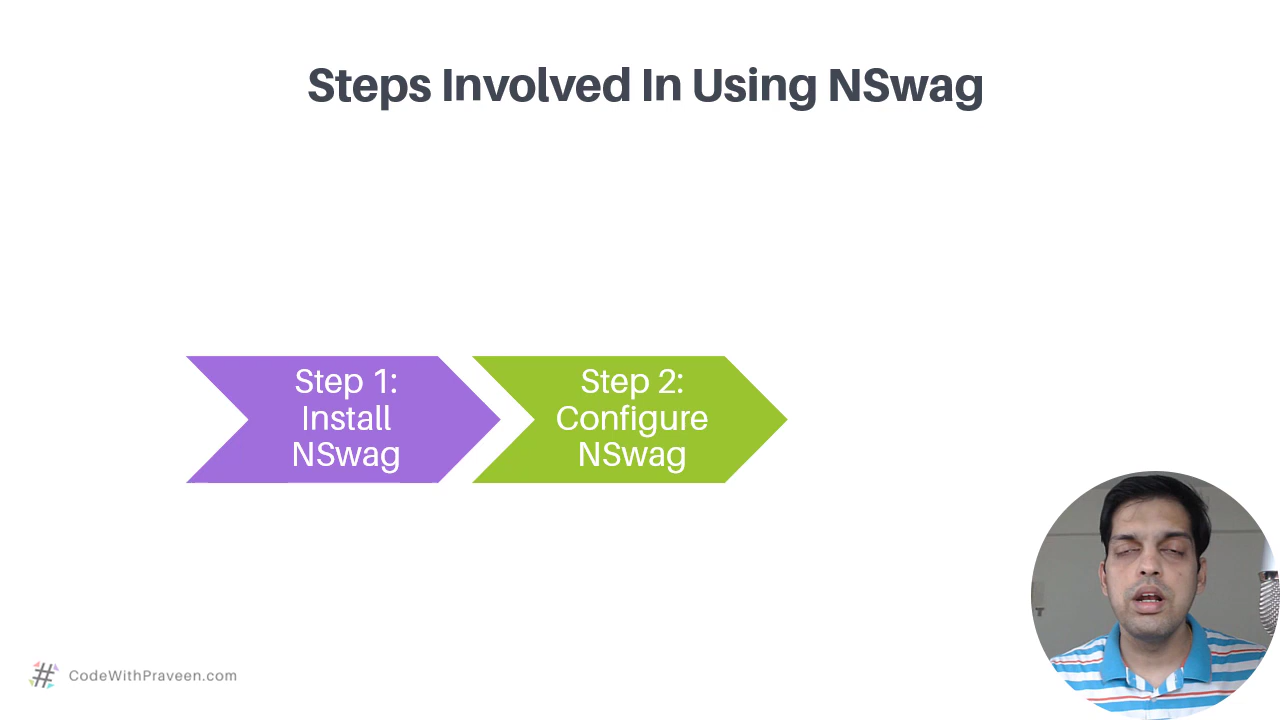 Steps Involved In Using NSwag
Step 1:
Install
NSwag
Step 2:
Configure
NSwag
# CodeWithPraveen.com